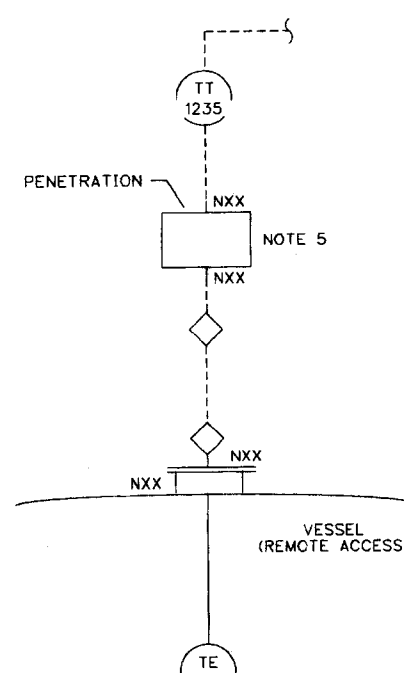 TT
1235
PENETRATION
NXX
NOTE 5
NXX
NXX
NXX
VESSEL
(REMOTE ACCESS
TE